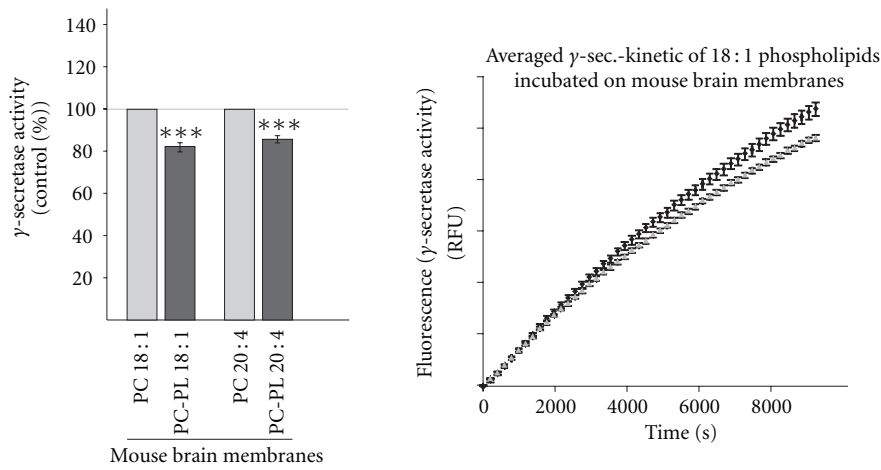 140
120
100
80
60
40
20
γ-secretase activity
(control (%))
***
***
PC 18 : 1
PC-PL 18 : 1
PC 20 : 4
PC-PL 20 : 4
Mouse brain membranes
Averaged γ-sec.-kinetic of 18 : 1 phospholipids
incubated on mouse brain membranes
Fluorescence (γ-secretase activity)
(RFU)
0 2000 4000 6000 8000
Time (s)